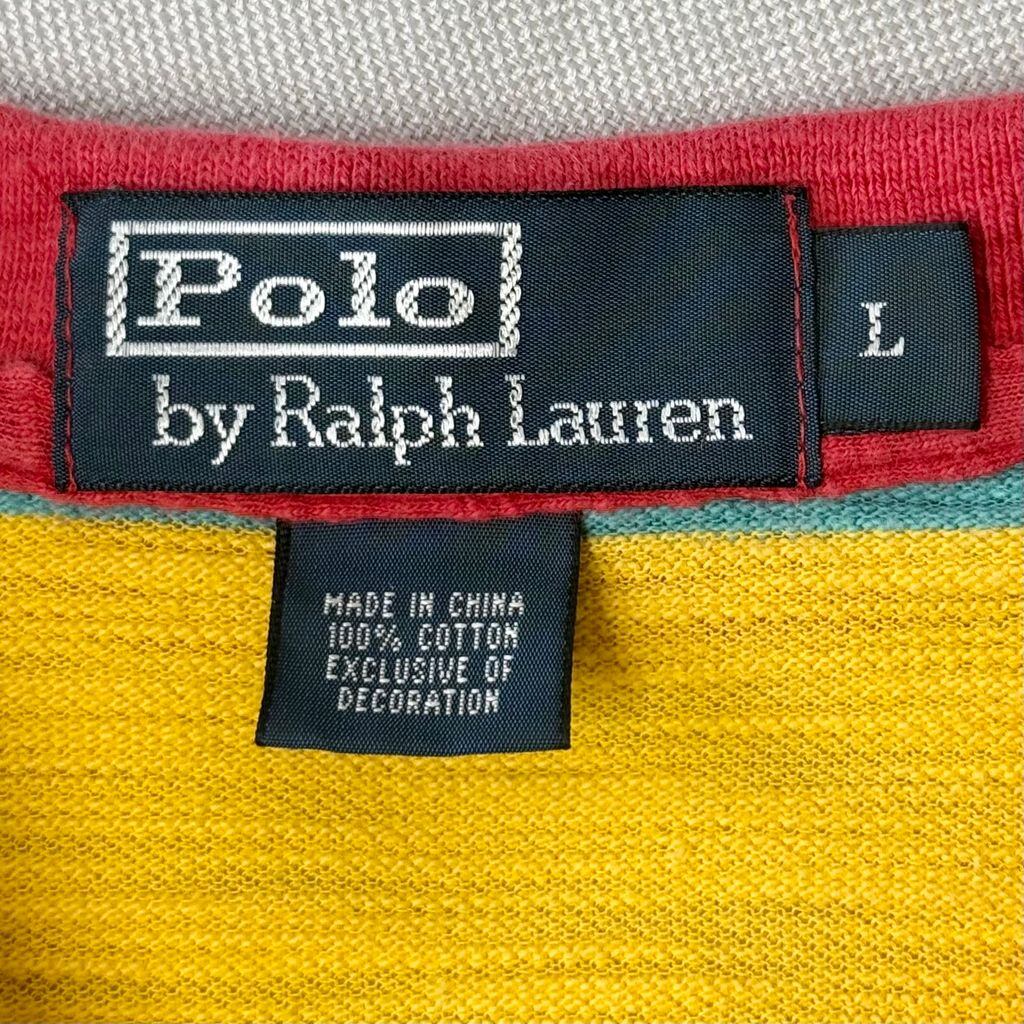 Polo
by Ralph Lauren
L
MADE IN CHINA
100% COTTON
EXCLUSIVE OF
DECORATION